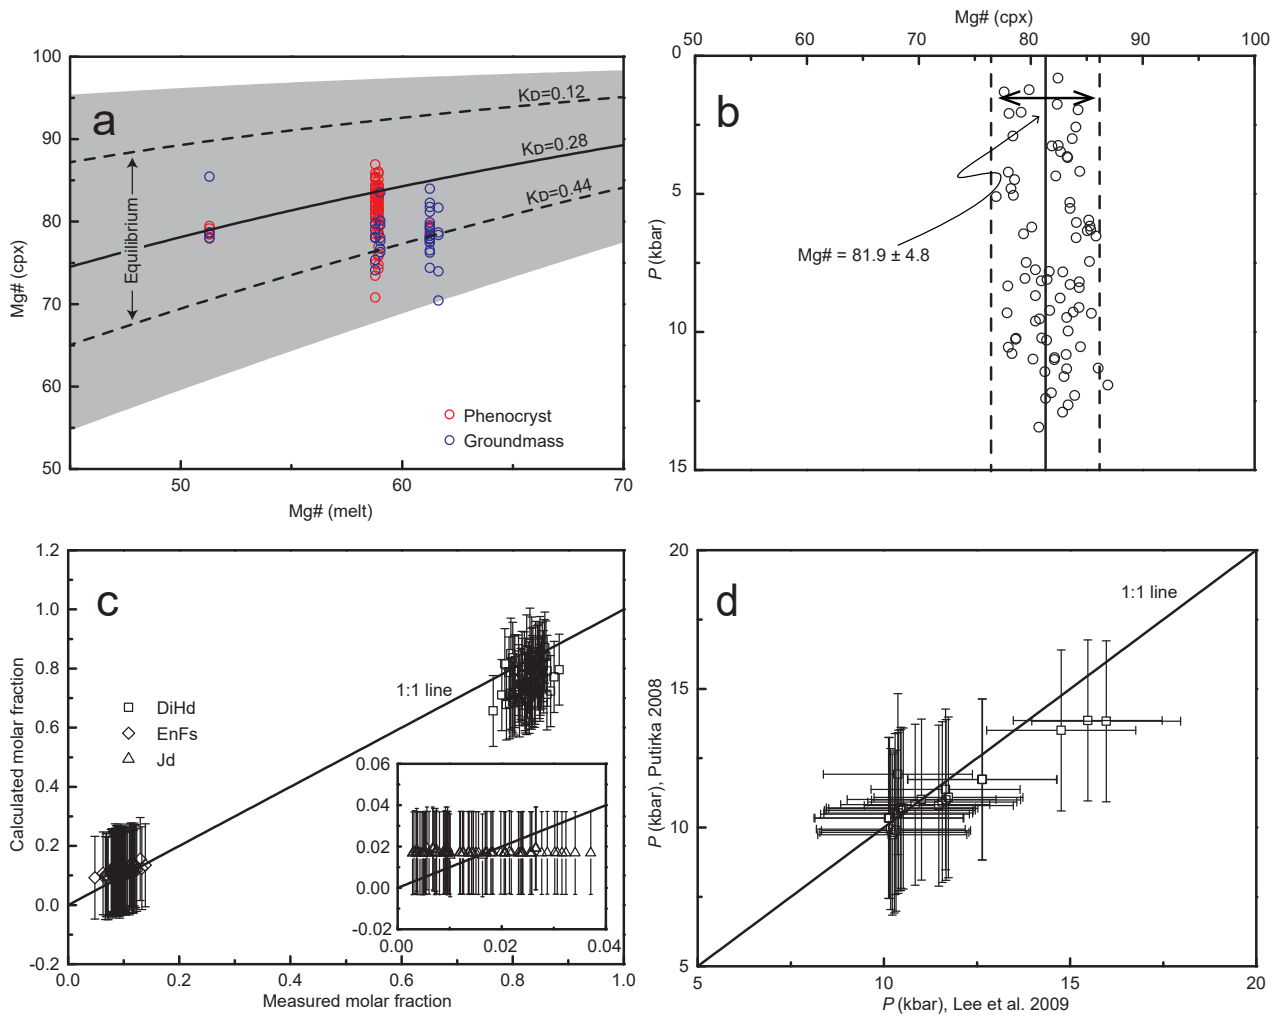 a
100
90
80
70
60
50
Mg# (cpx)
KD=0.12
KD=0.28
KD=0.44
Equilibrium
Phenocryst
Groundmass
50
60
70
Mg# (melt)
Mg# (cpx)
50
60
70
80
90
100
b
0
5
10
15
P (kbar)
Mg# = 81.9 ± 4.8
c
1.2
1.0
0.8
0.6
0.4
0.2
0.0
-0.2
Calculated molar fraction
1:1 line
DiHd
EnFs
Jd
0.06
0.04
0.02
0.00
-0.02
0.00
0.02
0.04
0.0
0.2
0.4
0.6
0.8
1.0
Measured molar fraction
d
20
15
10
5
P (kbar), Putirka 2008
1:1 line
5
10
15
20
P (kbar), Lee et al. 2009